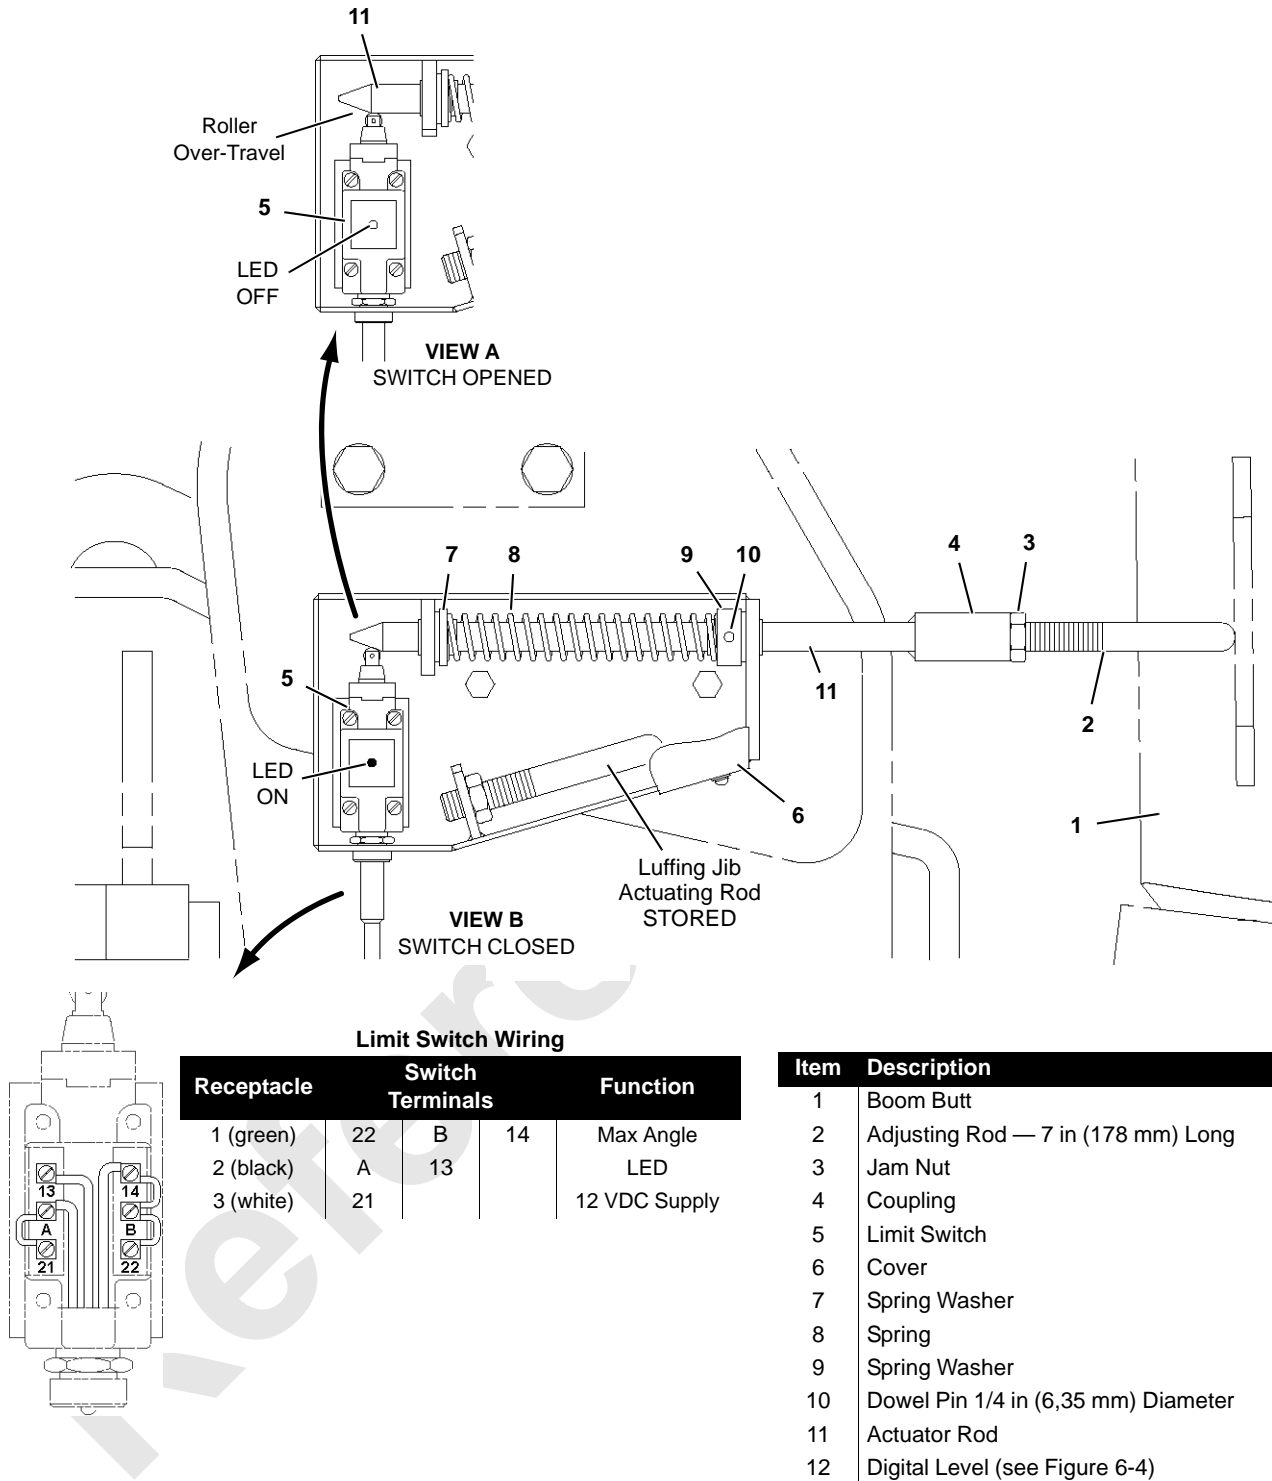 11
Roller
Over-Travel
5
LED
OFF
VIEW A
SWITCH OPENED
7 8 9 10 4 3
5
11
2
LED
ON
6
1
Luffing Jib
Actuating Rod
STORED
VIEW B
SWITCH CLOSED
Limit Switch Wiring
Receptacle Switch Terminals Function
1 (green) 22 B 14 Max Angle
2 (black) A 13 LED
3 (white) 21 12 VDC Supply
13 14
A B
21 22
Item Description
1 Boom Butt
2 Adjusting Rod — 7 in (178 mm) Long
3 Jam Nut
4 Coupling
5 Limit Switch
6 Cover
7 Spring Washer
8 Spring
9 Spring Washer
10 Dowel Pin 1/4 in (6,35 mm) Diameter
11 Actuator Rod
12 Digital Level (see Figure 6-4)